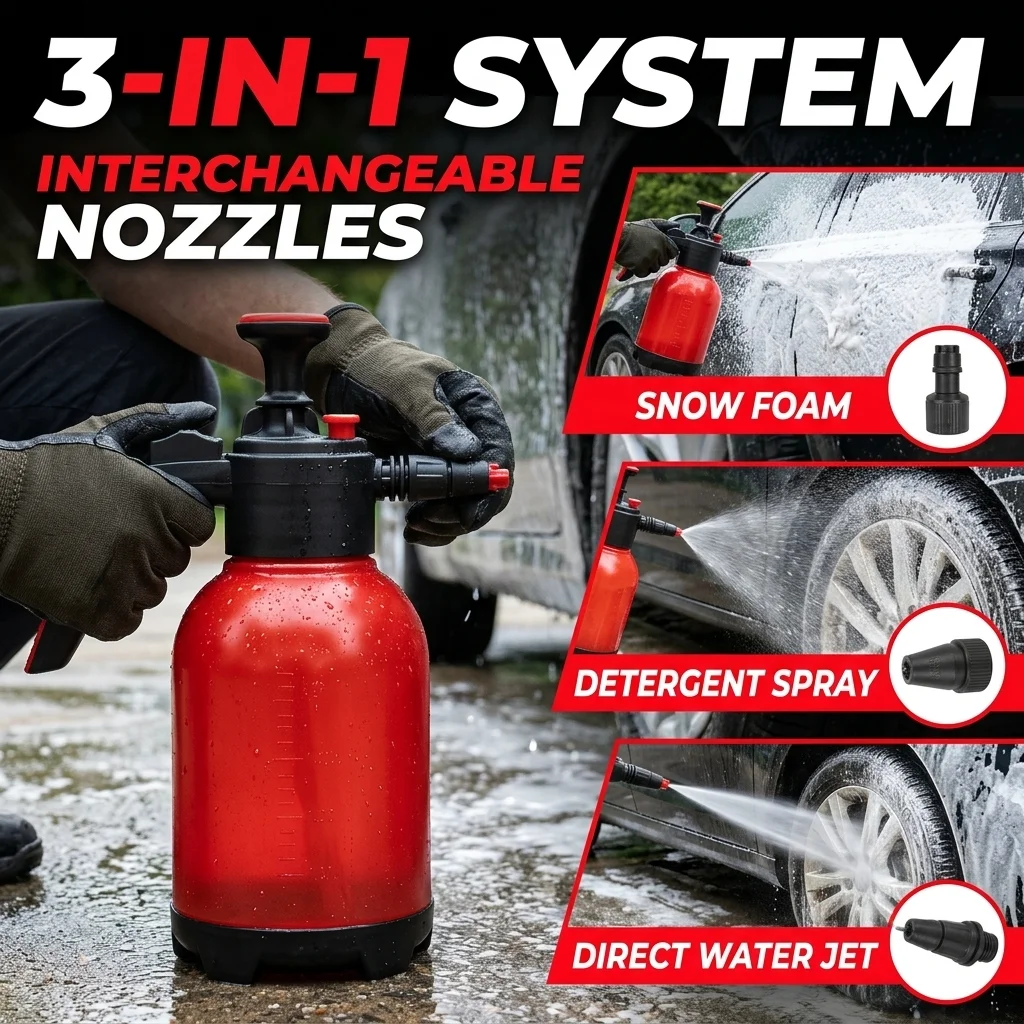 3-IN-1 SYSTEM
INTERCHANGEABLE
NOZZLES
SNOW FOAM
DETERGENT SPRAY
DIRECT WATER JET